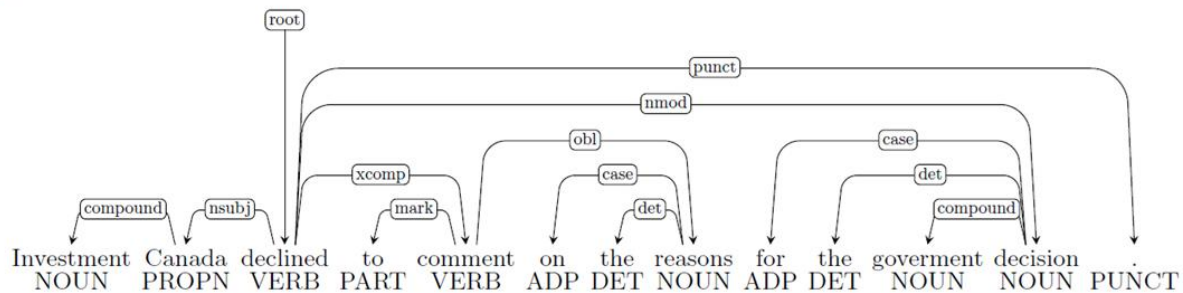 root
punct
nmod
obl case
xcomp case det
compound nsubj mark det compound
Investment Canada declined to comment on the reasons for the goverment decision .
NOUN PROPN VERB PART VERB ADP DET NOUN ADP DET NOUN NOUN PUNCT